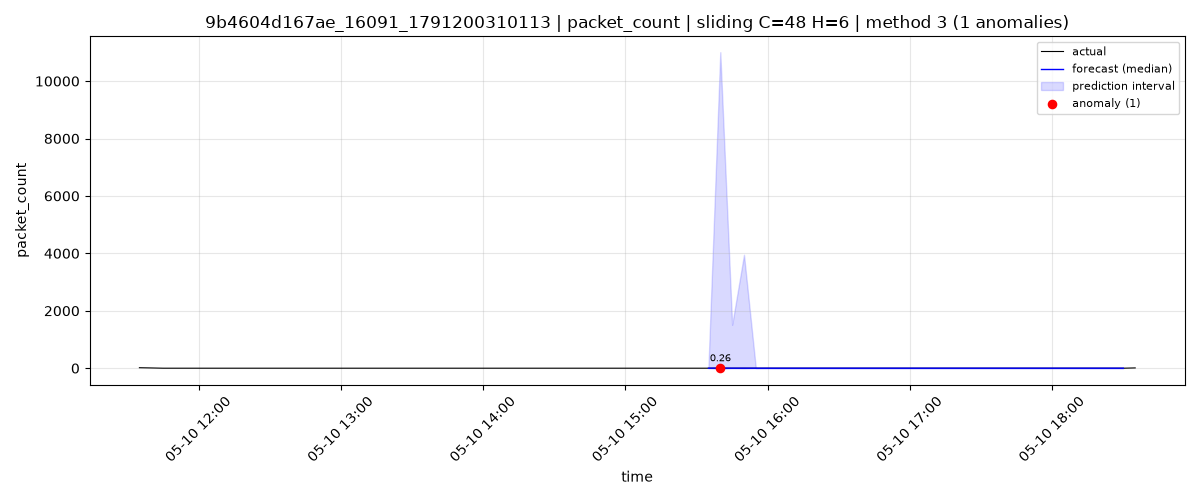 9b4604d167ae_16091_1791200310113 | packet_count | sliding C=48 H=6 | method 3 (1 anomalies)
actual
forecast (median)
prediction interval
anomaly (1)
packet_count
10000
8000
6000
4000
2000
0
0.26
05-10 12:00
05-10 13:00
05-10 14:00
05-10 15:00
05-10 16:00
05-10 17:00
05-10 18:00
time